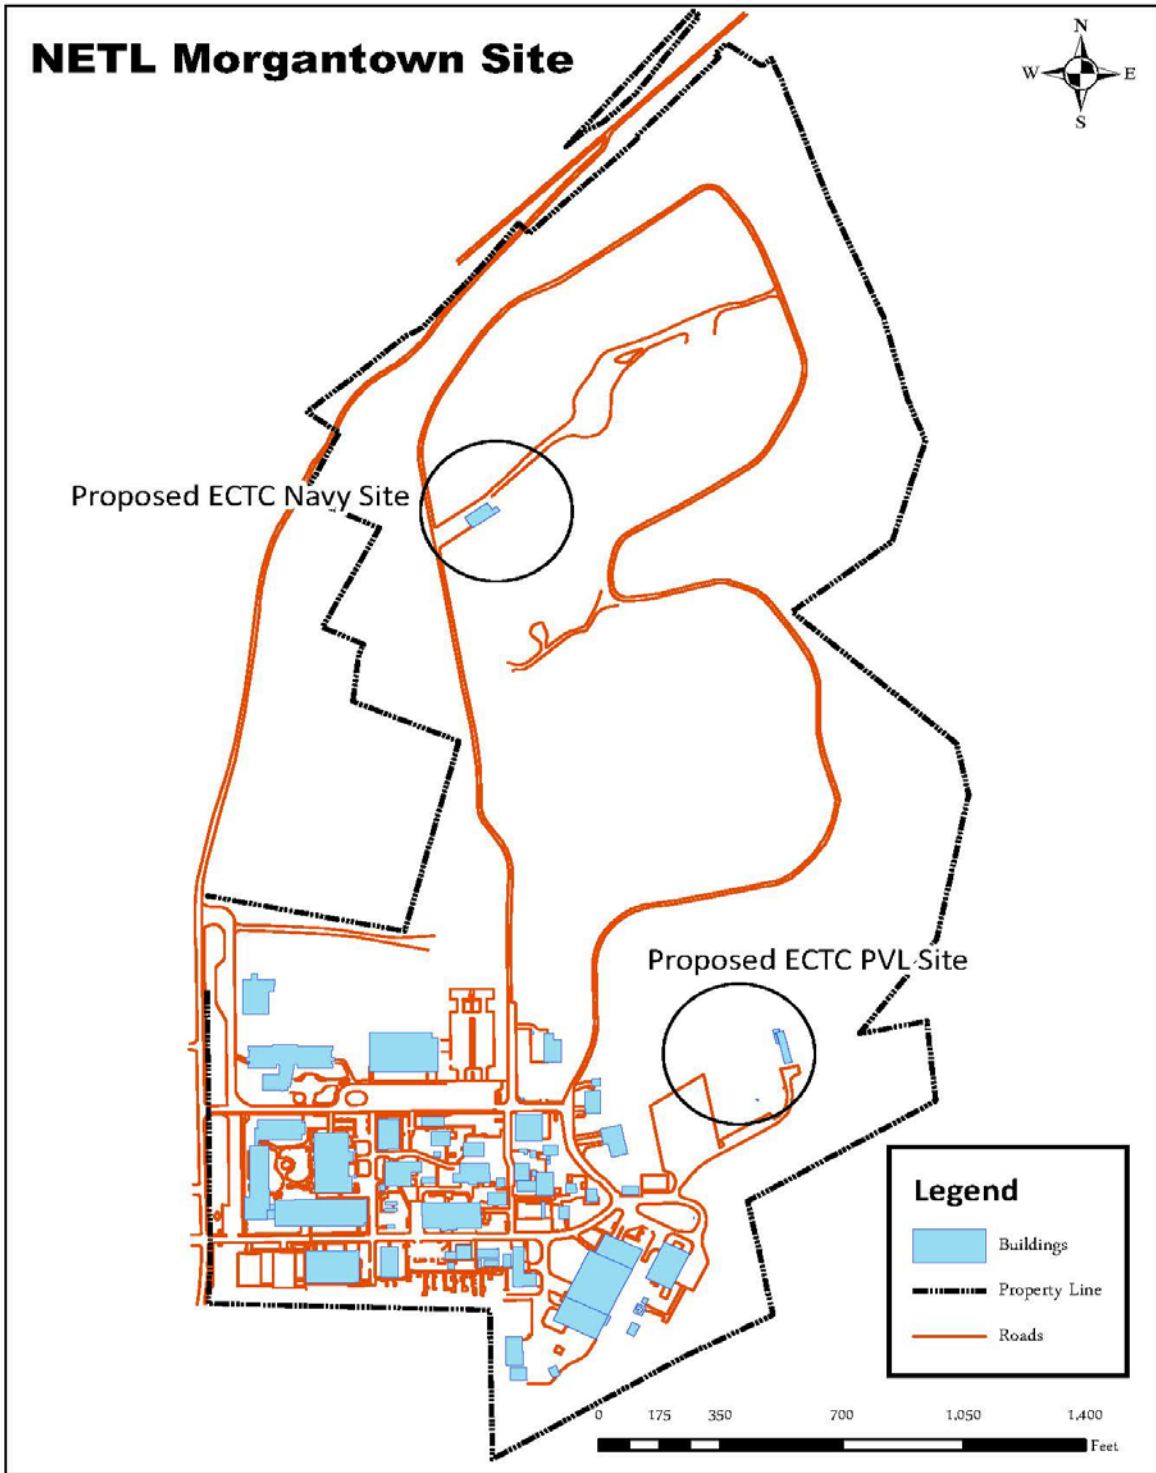 NETL Morgantown Site
N
W E
S
Proposed ECTC Navy Site
Proposed ECTC PVL Site
Legend
Buildings
Property Line
Roads
0 175 350 700 1,050 1,400
Feet